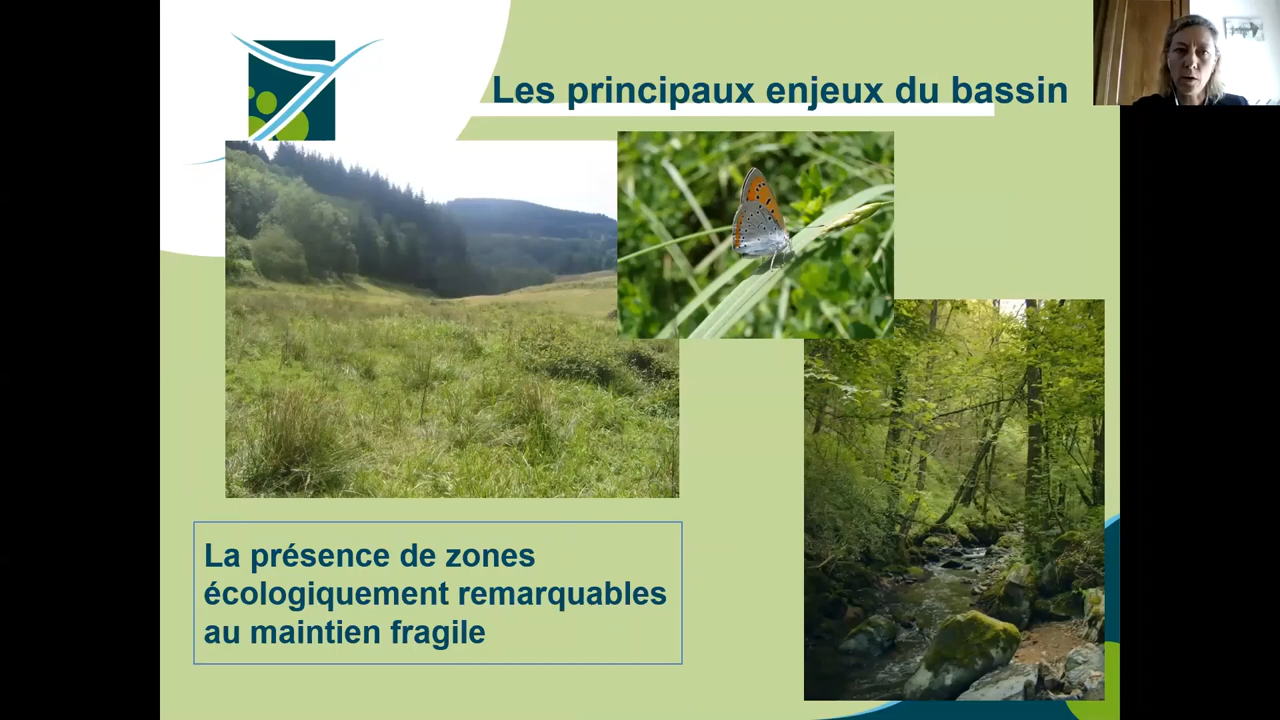 Les principaux enjeux du bassin
La présence de zones
écologiquement remarquables
au maintien fragile